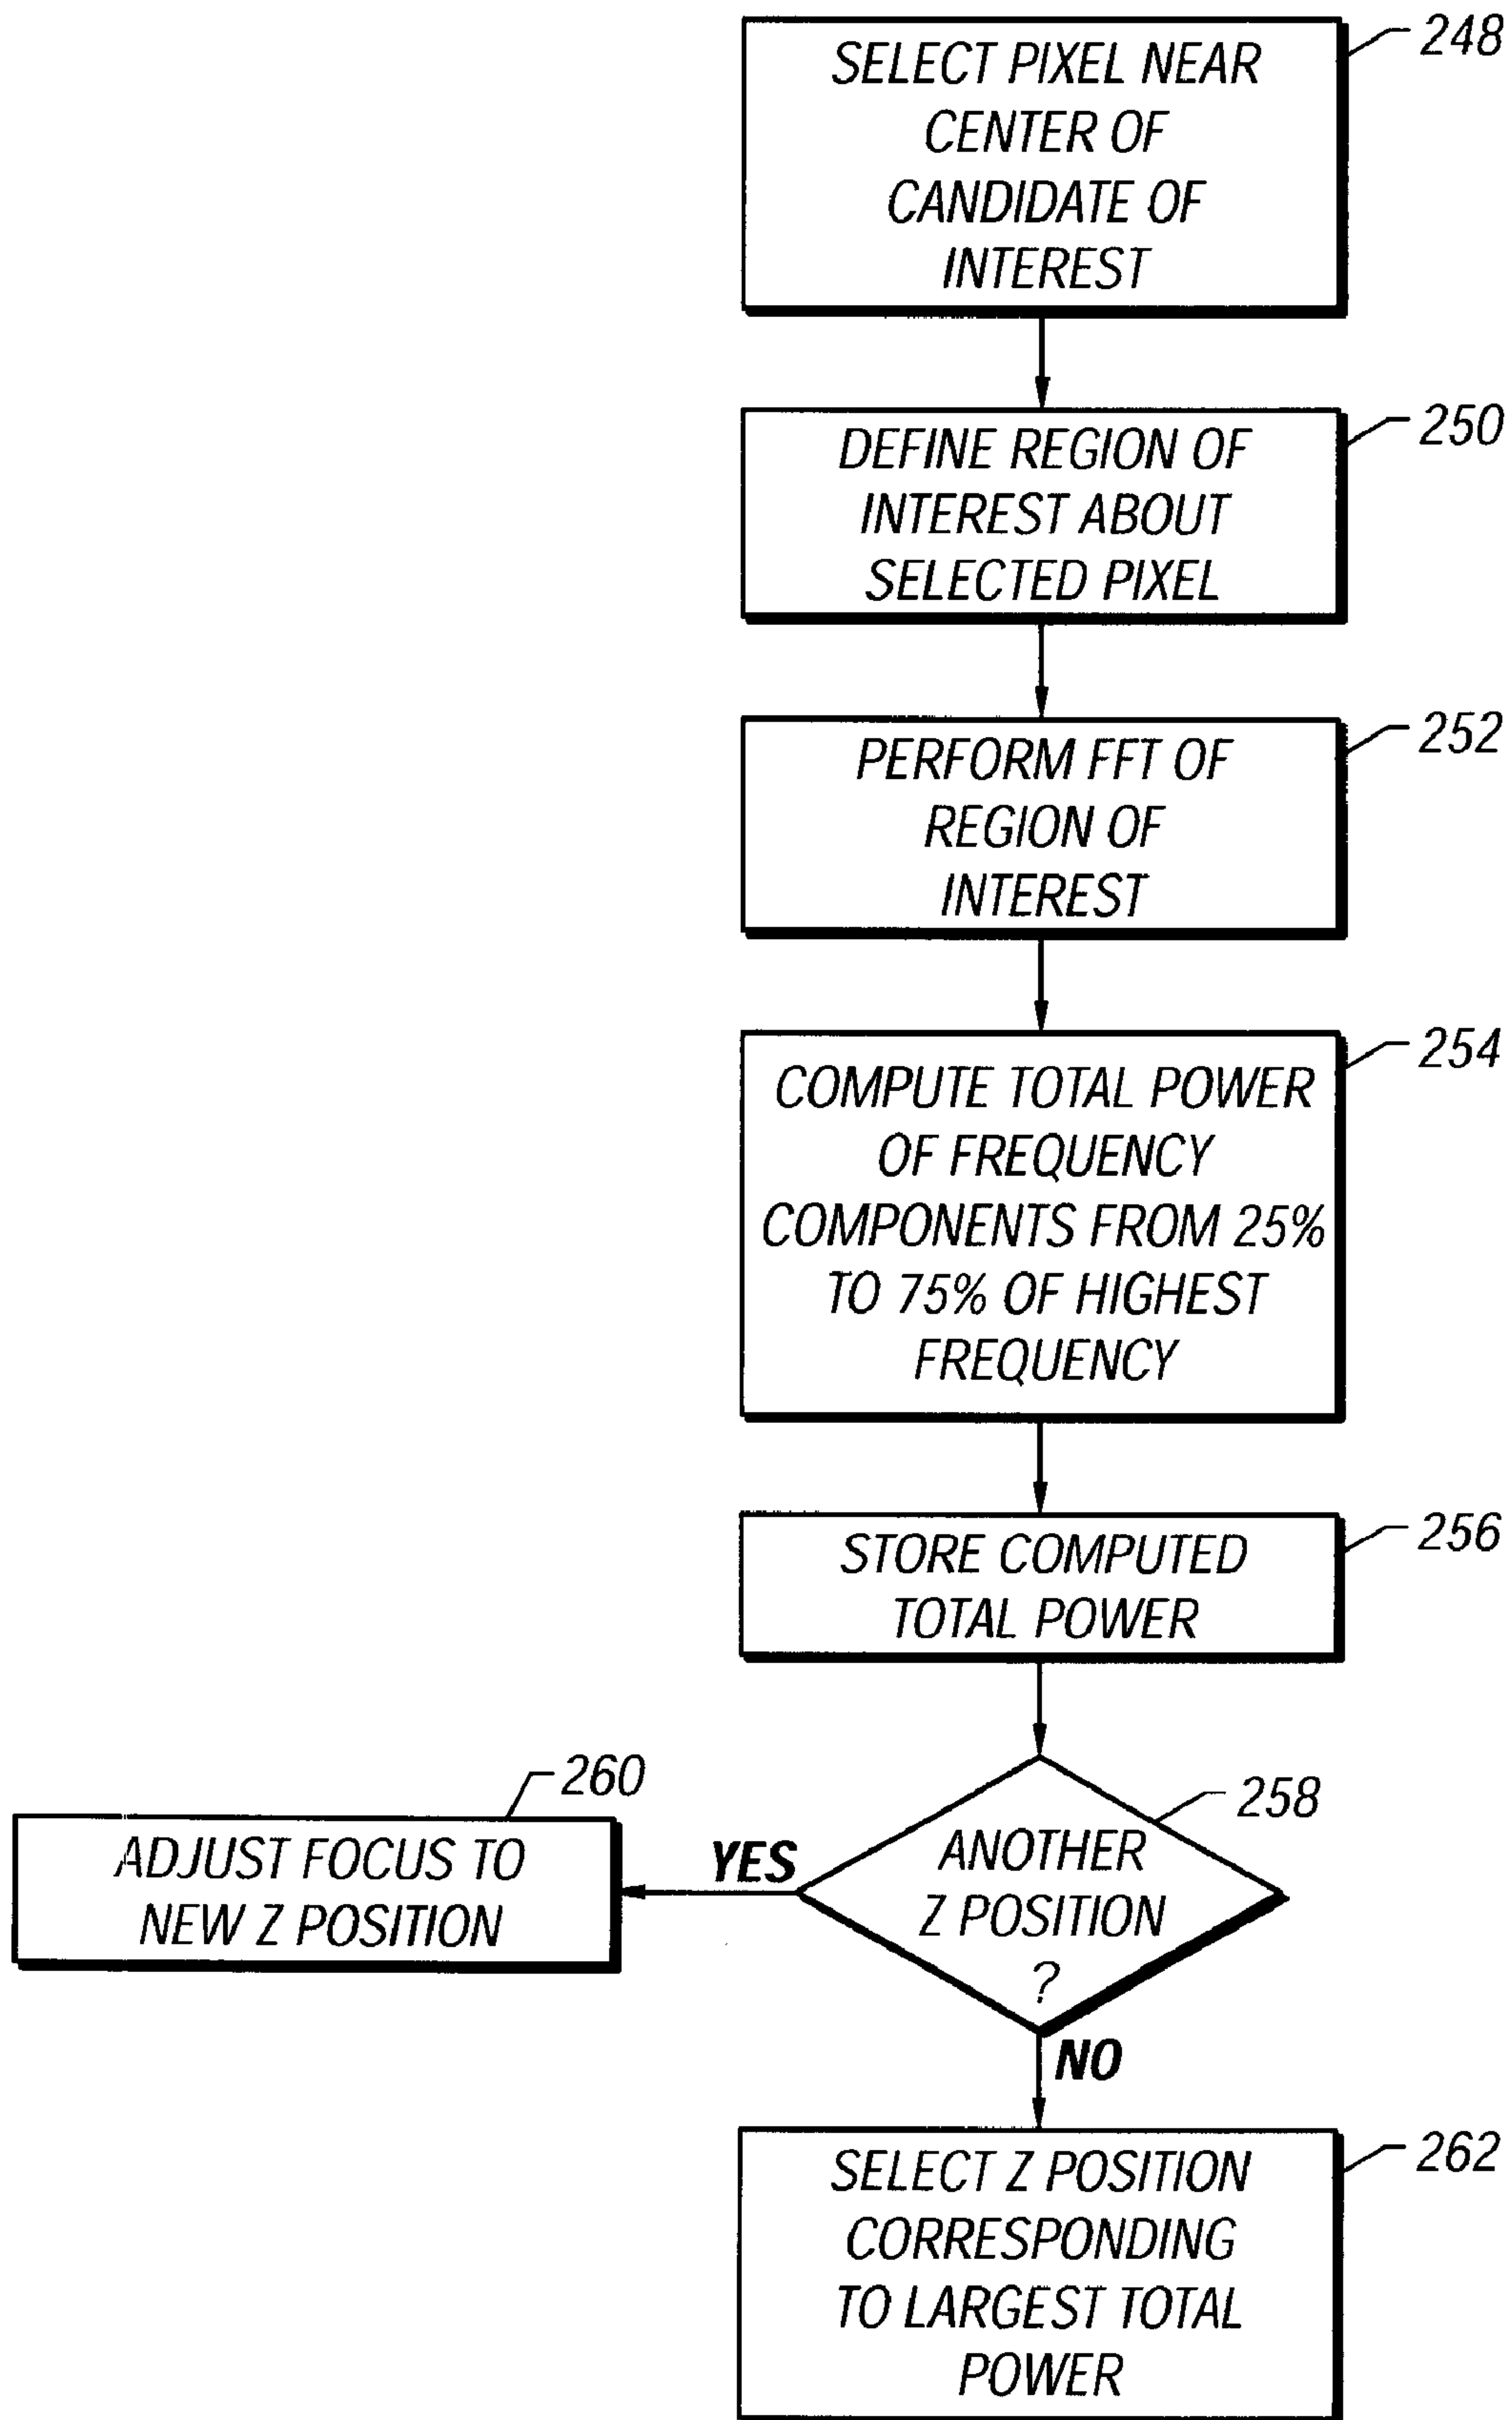 248
SELECT PIXEL NEAR
CENTER OF
CANDIDATE OF
INTEREST
250
DEFINE REGION OF
INTEREST ABOUT
SELECTED PIXEL
252
PERFORM FFT OF
REGION OF
INTEREST
254
COMPUTE TOTAL POWER
OF FREQUENCY
COMPONENTS FROM 25%
TO 75% OF HIGHEST
FREQUENCY
256
STORE COMPUTED
TOTAL POWER
258
ANOTHER
Z POSITION
?
YES
260
ADJUST FOCUS TO
NEW Z POSITION
NO
262
SELECT Z POSITION
CORRESPONDING
TO LARGEST TOTAL
POWER